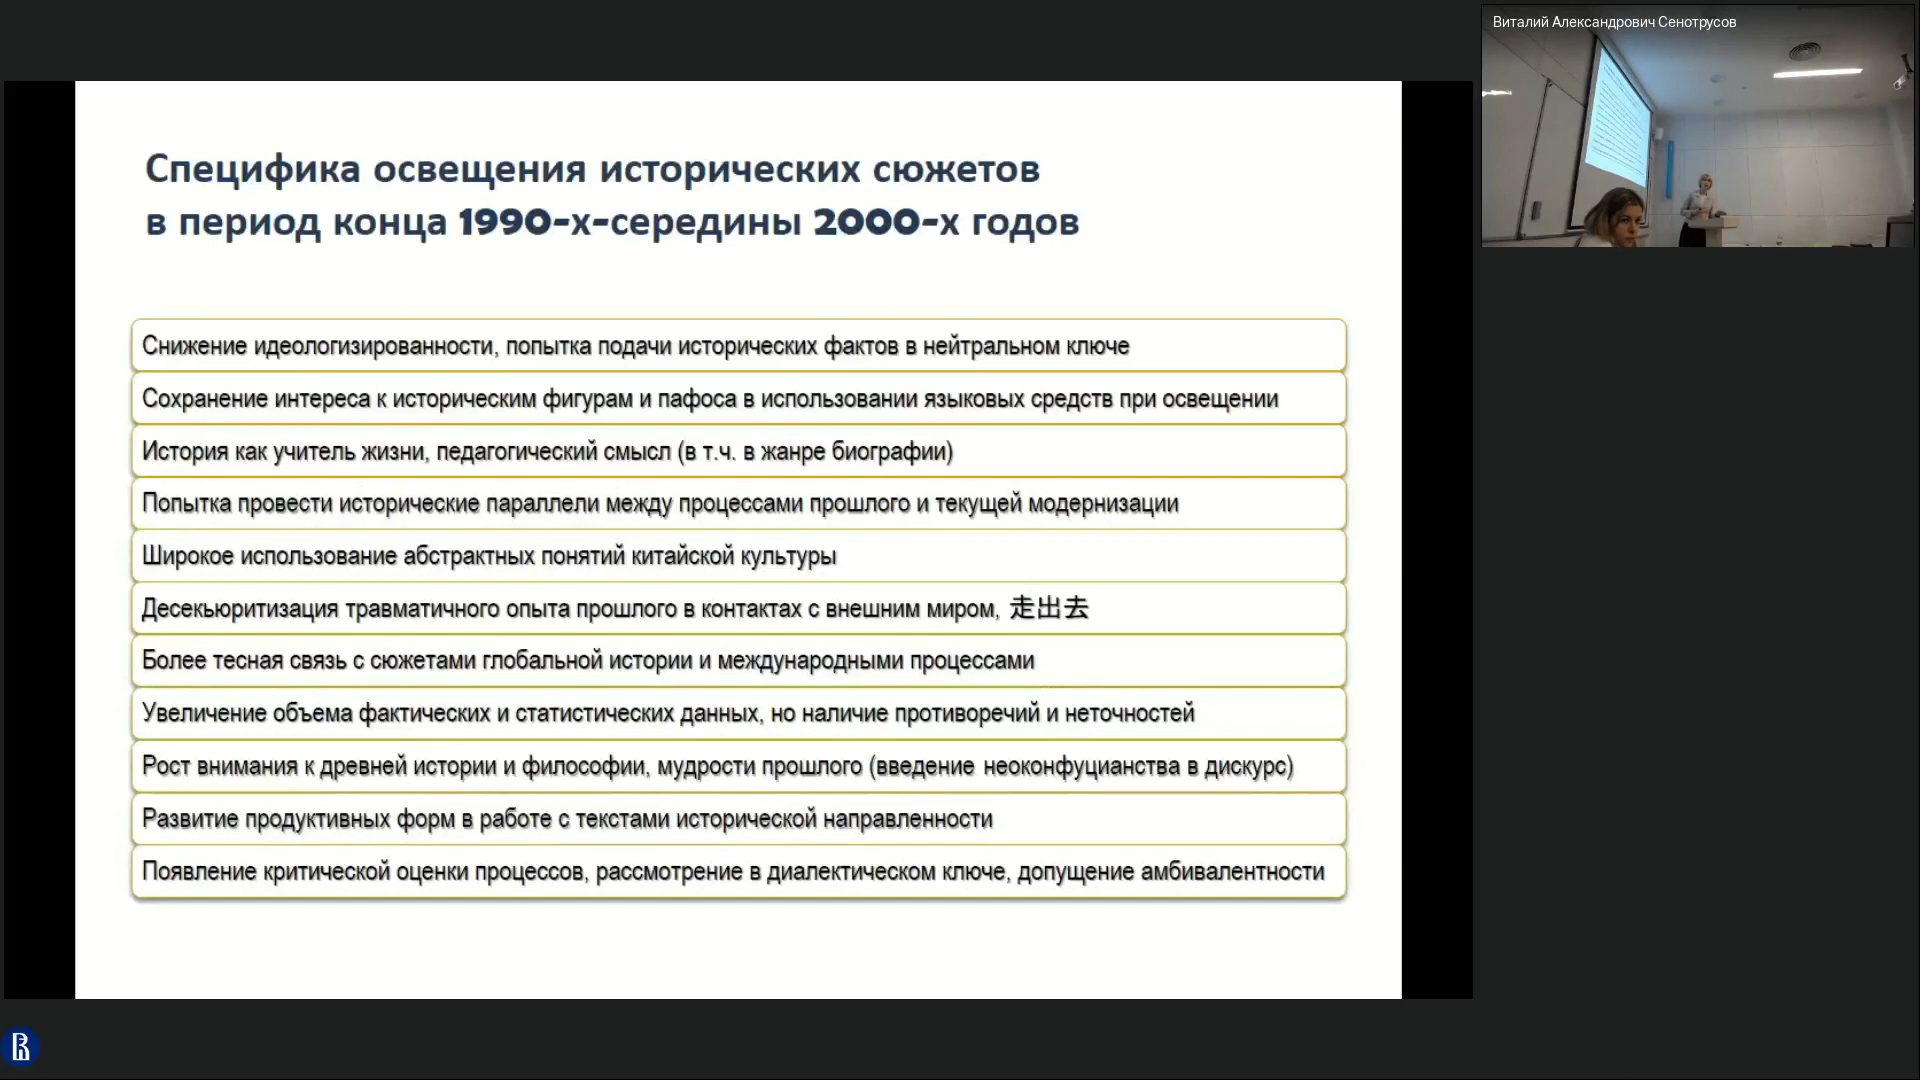 Виталий Александрович Сенотрусов
Специфика освещения исторических сюжетов
в период конца 1990-х-середины 2000-х годов
Снижение идеологизированности, попытка подачи исторических фактов в нейтральном ключе
Сохранение интереса к историческим фигурам и пафоса в использовании языковых средств при освещении
История как учитель жизни, педагогический смысл (в т.ч. в жанре биографии)
Попытка провести исторические параллели между процессами прошлого и текущей модернизации
Широкое использование абстрактных понятий китайской культуры
Десекьюритизация травматичного опыта прошлого в контактах с внешним миром, 走出去
Более тесная связь с сюжетами глобальной истории и международными процессами
Увеличение объема фактических и статистических данных, но наличие противоречий и неточностей
Рост внимания к древней истории и философии, мудрости прошлого (введение неоконфуцианства в дискурс)
Развитие продуктивных форм в работе с текстами исторической направленности
Появление критической оценки процессов, рассмотрение в диалектическом ключе, допущение амбивалентности